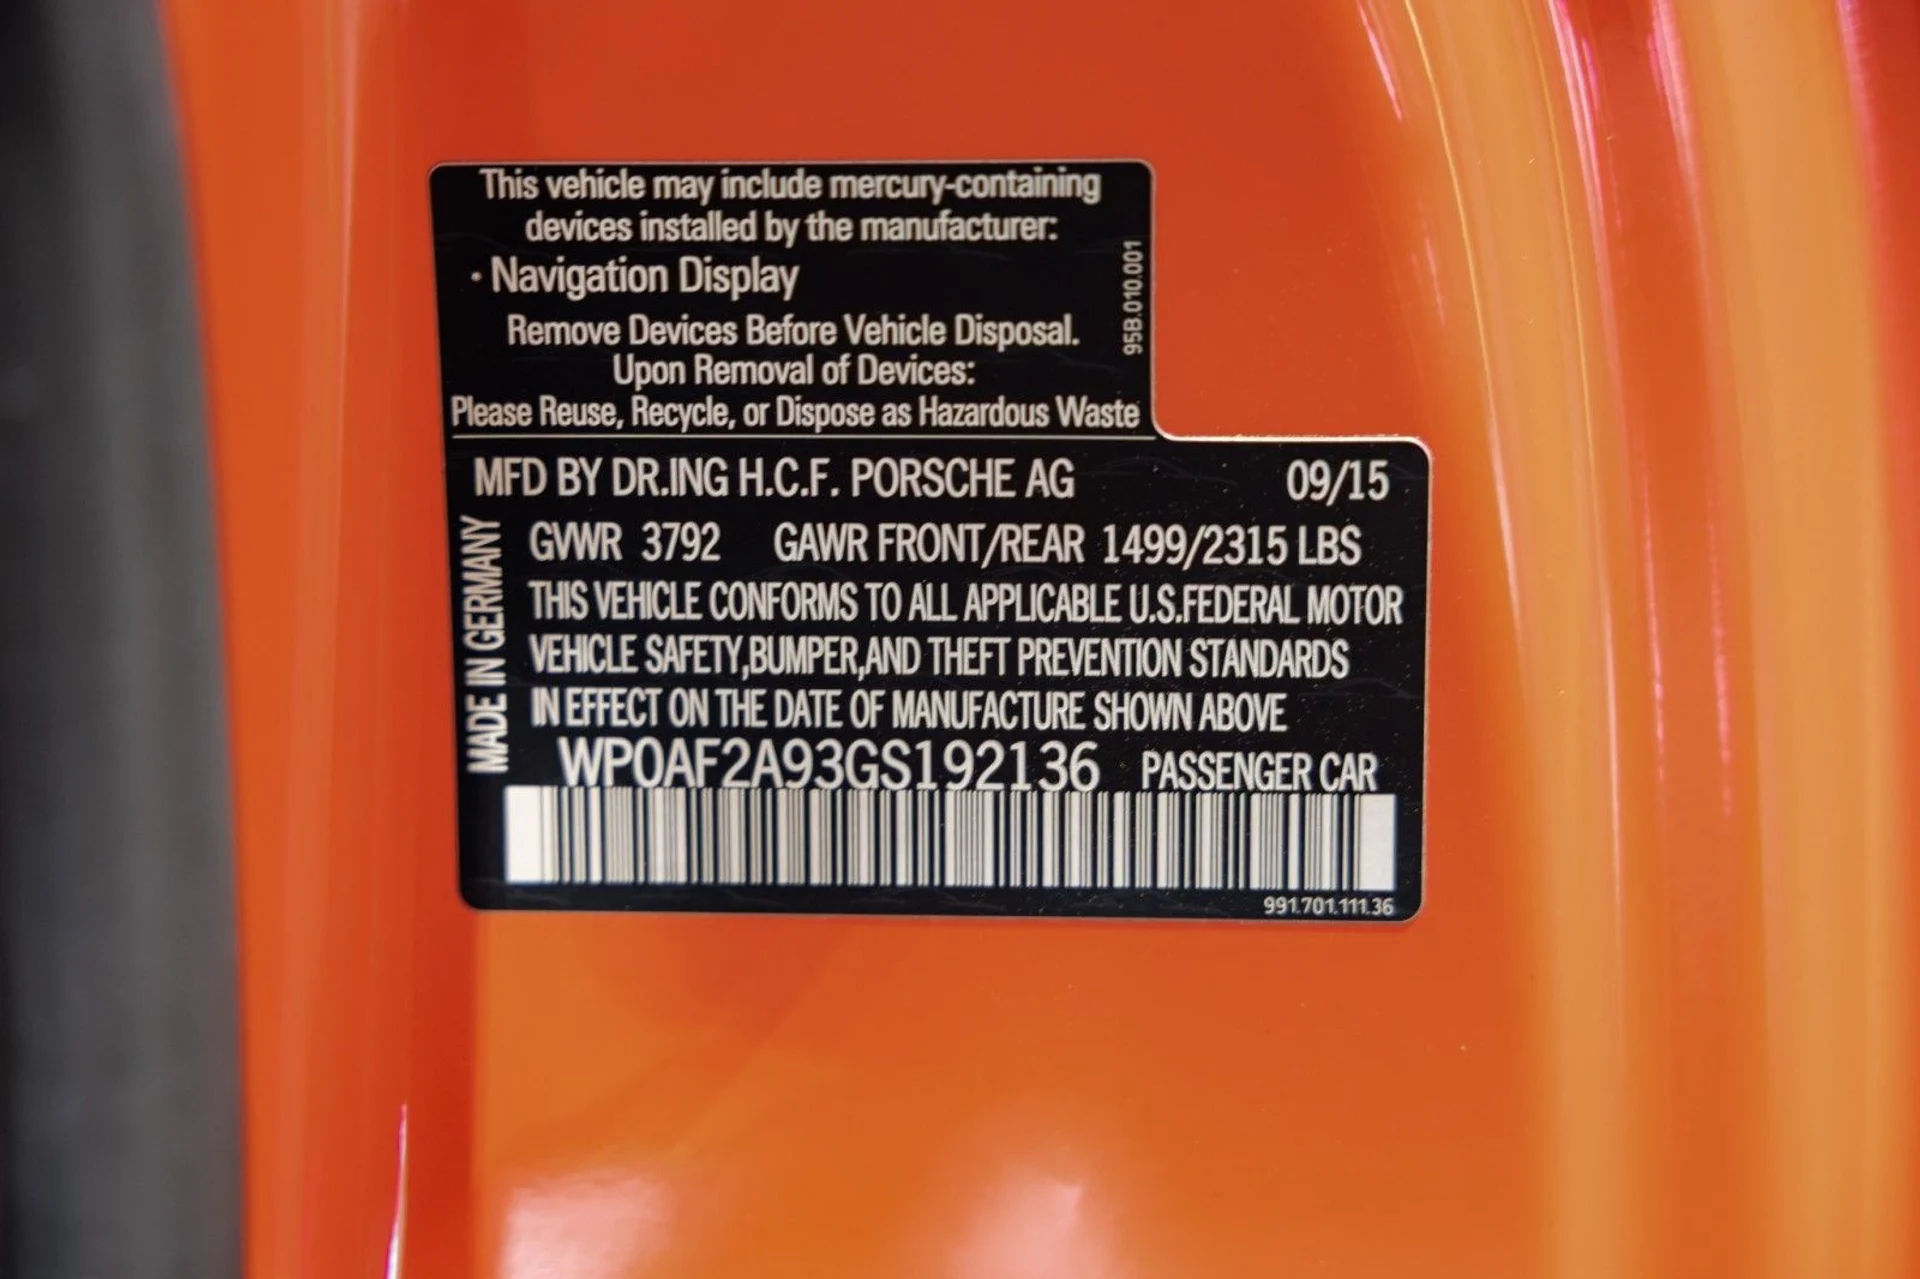 This vehicle may include mercury-containing
devices installed by the manufacturer:
· Navigation Display
Remove Devices Before Vehicle Disposal.
Upon Removal of Devices:
Please Reuse, Recycle, or Dispose as Hazardous Waste
95B.010.001
MFD BY DR.ING H.C.F. PORSCHE AG 09/15
MADE IN GERMANY
GVWR 3792 GAWR FRONT/REAR 1499/2315 LBS
THIS VEHICLE CONFORMS TO ALL APPLICABLE U.S.FEDERAL MOTOR
VEHICLE SAFETY,BUMPER,AND THEFT PREVENTION STANDARDS
IN EFFECT ON THE DATE OF MANUFACTURE SHOWN ABOVE
WP0AF2A93GS192136 PASSENGER CAR
991.701.111.36